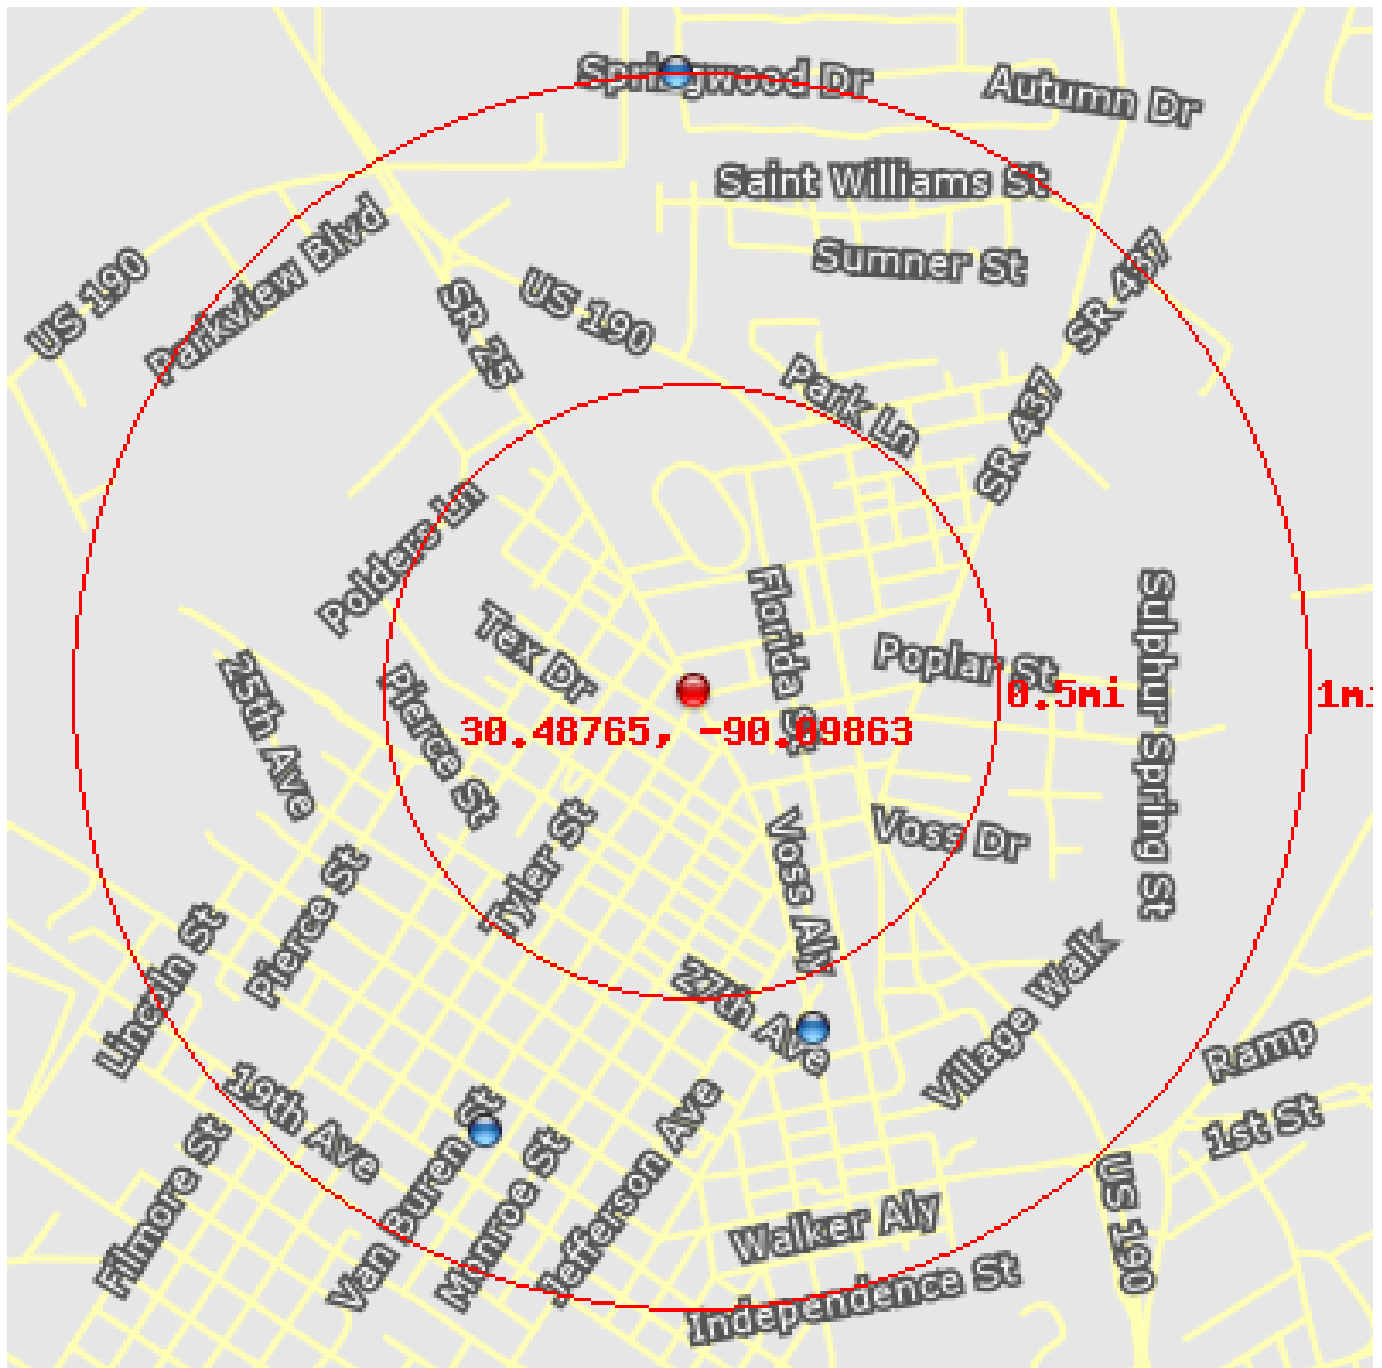 Springwood Dr
Autumn Dr
Saint Williams St
Parkview Blvd
US 190
SR 437
Sumner St
SR 25
US 190
Park Ln
SR 437
Polders Ln
Florida St
Sulphur Spring St
Tex Dr
Poplar St
25th Ave
Pierce St
0.5mi
1mi
30.48765, -90.09863
Tyler St
Voss Aly
Voss Dr
Pierce St
Lincoln St
27th Ave
Village Walk
Ramp
19th Ave
1st St
Filmore St
Van Buren St
Monroe St
Jefferson Ave
US 190
Walker Aly
Independence St